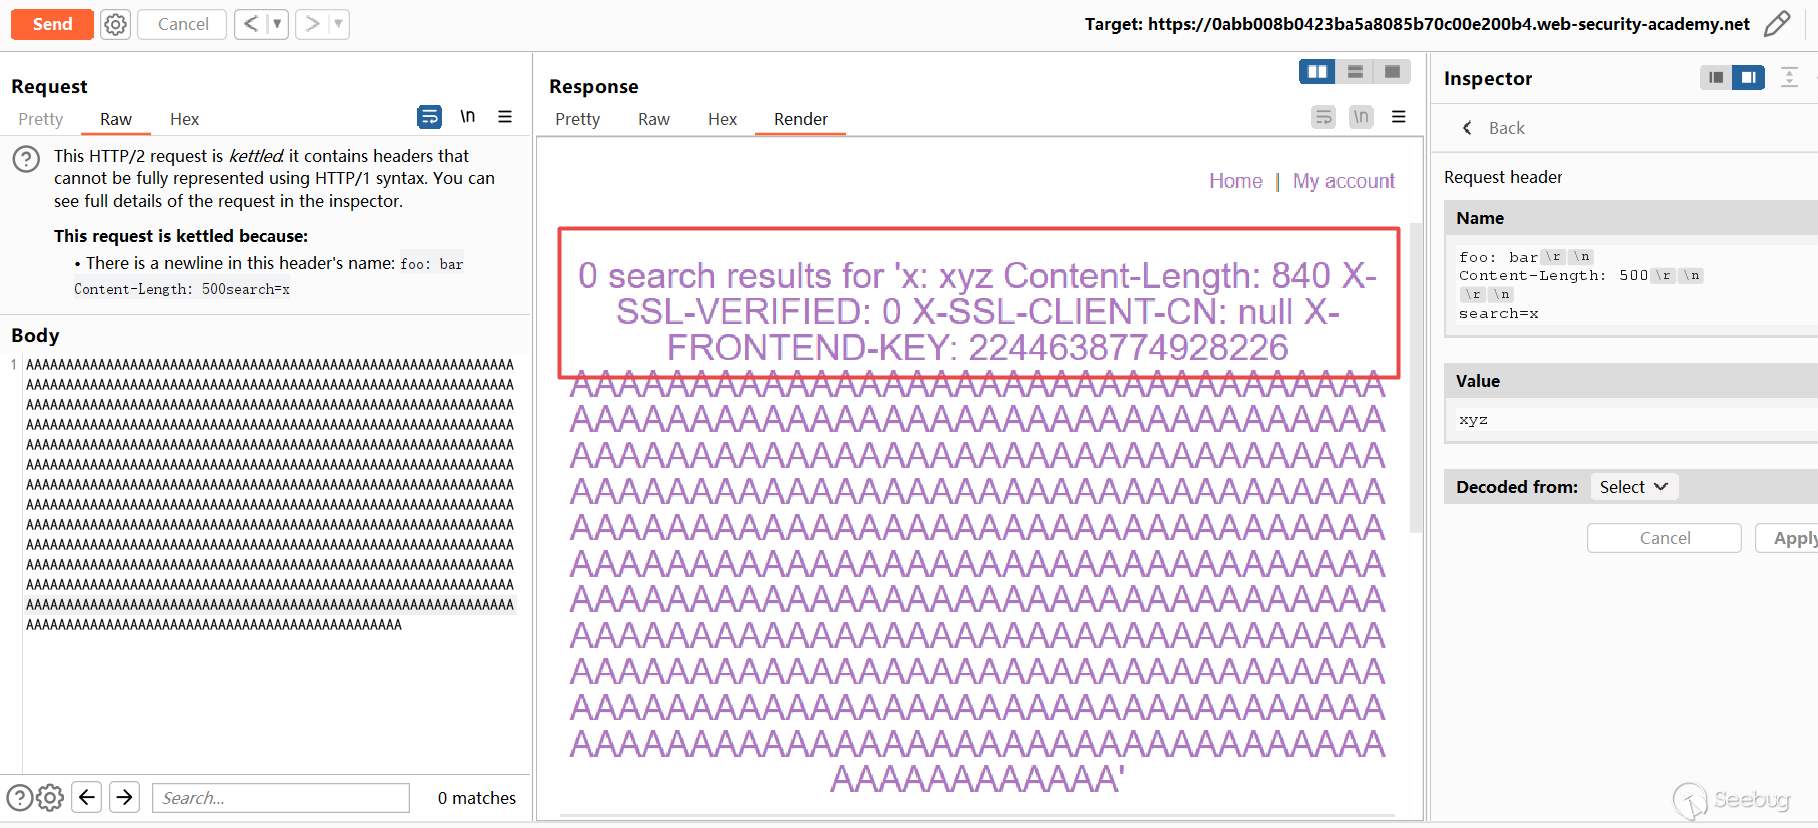 Send
Cancel
Target: https://0abb008b0423ba5a8085b70c00e200b4.web-security-academy.net
Request
Pretty Raw Hex
\n
This HTTP/2 request is kettled: it contains headers that
cannot be fully represented using HTTP/1 syntax. You can
see full details of the request in the inspector.
This request is kettled because:
• There is a newline in this header's name: foo: bar
Content-Length: 500search=x
Body
1
Search...
0 matches
Response
Pretty Raw Hex Render
\n
Home | My account
0 search results for 'x: xyz Content-Length: 840 X-
SSL-VERIFIED: 0 X-SSL-CLIENT-CN: null X-
FRONTEND-KEY: 2244638774928226
AAAAAAAAAAAA'
Inspector
Back
Request header
Name
foo: bar\r\n
Content-Length: 500\r\n
\r\n
search=x
Value
xyz
Decoded from: Select
Cancel
Apply
Seebug